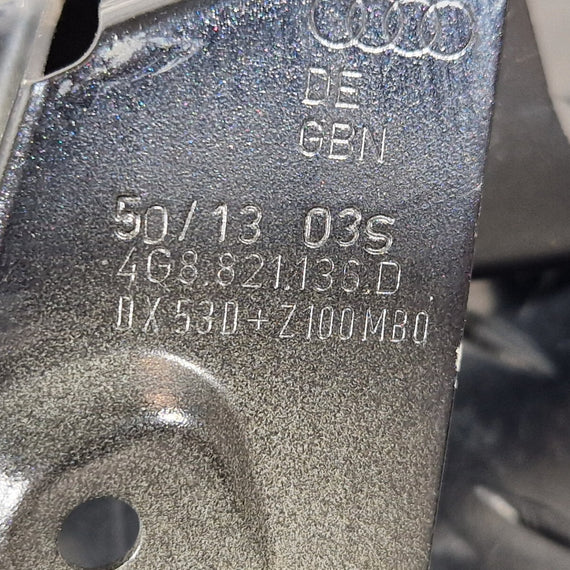 DE
GBN
50/13 03S
4G8.821.136.D
DX53D+Z100MBO